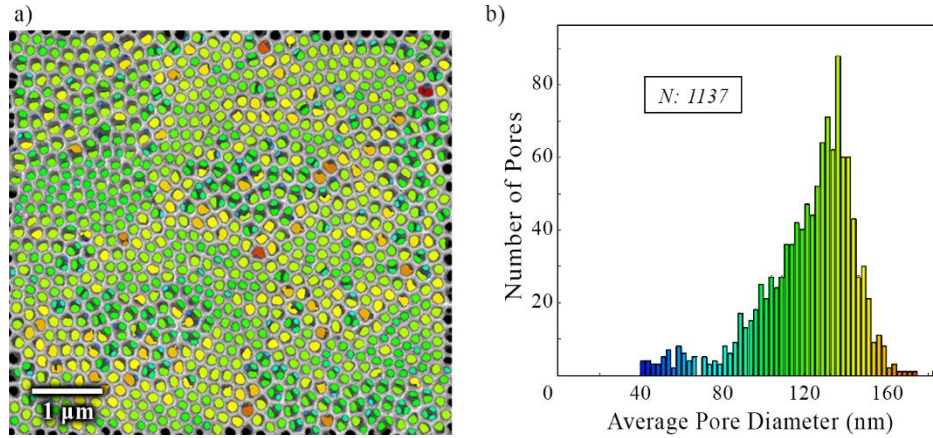 a)
b)
1 µm
N: 1137
Number of Pores
80
60
40
20
0
40
80
120
160
Average Pore Diameter (nm)